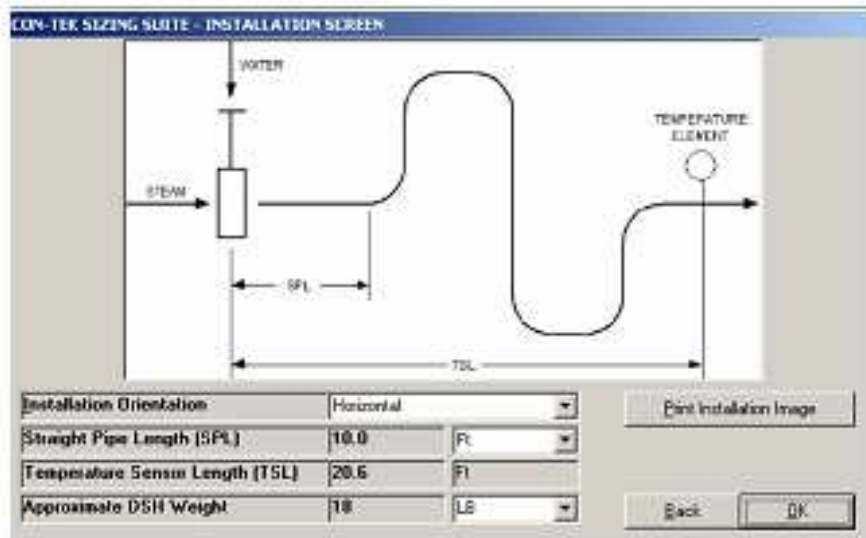 CON-TEK SIZING SUITE - INSTALLATION SCREEN
WATER
TEMPERATURE
ELEMENT
STEAM
SPL
TSL
Installation Orientation Horizontal
Print Installation Image
Straight Pipe Length (SPL) 10.0 Ft
Temperature Sensor Length (TSL) 20.6 Ft
Approximate DSH Weight 18 LB
Back OK